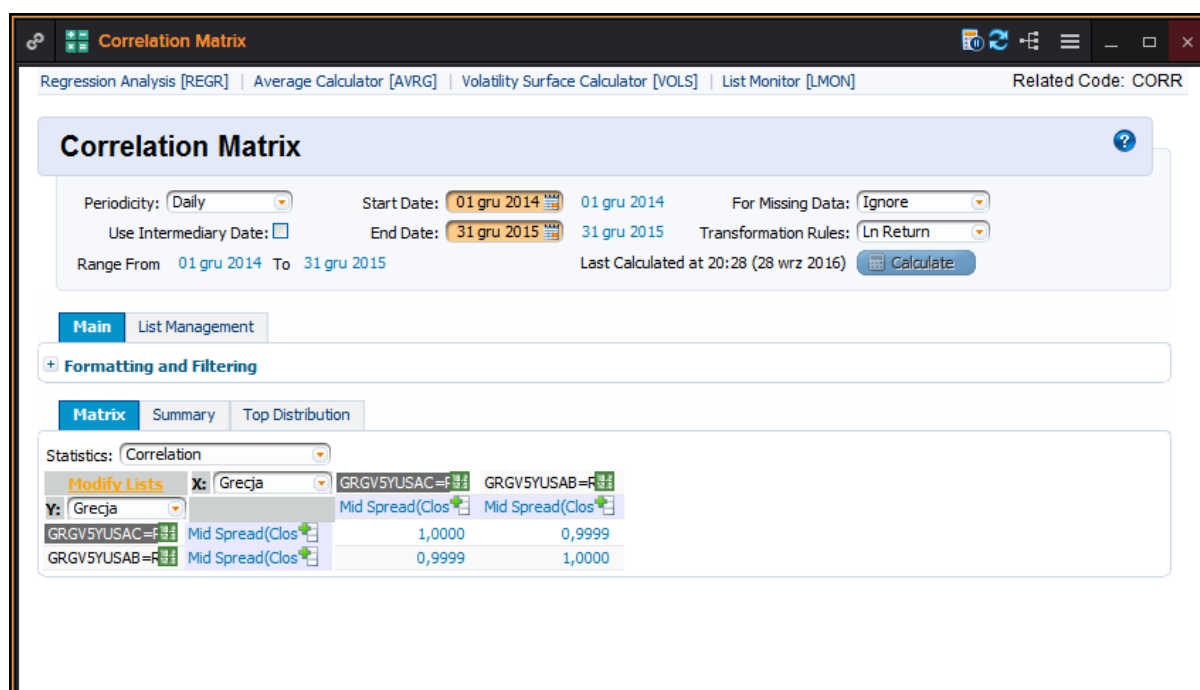 Correlation Matrix
Regression Analysis [REGR] | Average Calculator [AVRG] | Volatility Surface Calculator [VOLS] | List Monitor [LMON] Related Code: CORR
Correlation Matrix
Periodicity: Daily Start Date: 01 gru 2014 01 gru 2014 For Missing Data: Ignore
Use Intermediary Date: End Date: 31 gru 2015 31 gru 2015 Transformation Rules: Ln Return
Range From 01 gru 2014 To 31 gru 2015 Last Calculated at 20:28 (28 wrz 2016) Calculate
Main List Management
+ Formatting and Filtering
Matrix Summary Top Distribution
Statistics: Correlation
Modify Lists X: Grecja GRGV5YUSAC=R GRGV5YUSAB=R
Y: Grecja Mid Spread(Clos Mid Spread(Clos
GRGV5YUSAC=R Mid Spread(Clos 1,0000 0,9999
GRGV5YUSAB=R Mid Spread(Clos 0,9999 1,0000